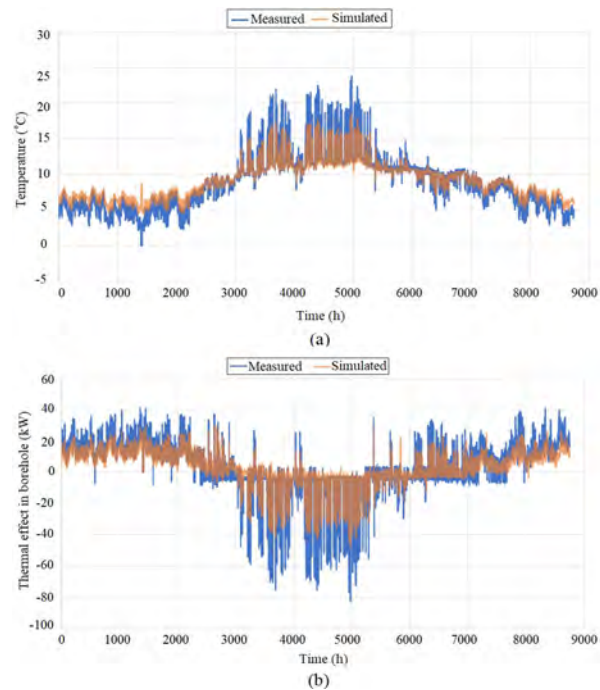 Measured Simulated
30
25
20
15
10
5
0
-5
Temperature (°C)
0 1000 2000 3000 4000 5000 6000 7000 8000 9000
Time (h)
(a)
Measured Simulated
60
40
20
0
-20
-40
-60
-80
-100
Thermal effect in borehole (kW)
0 1000 2000 3000 4000 5000 6000 7000 8000 9000
Time (h)
(b)